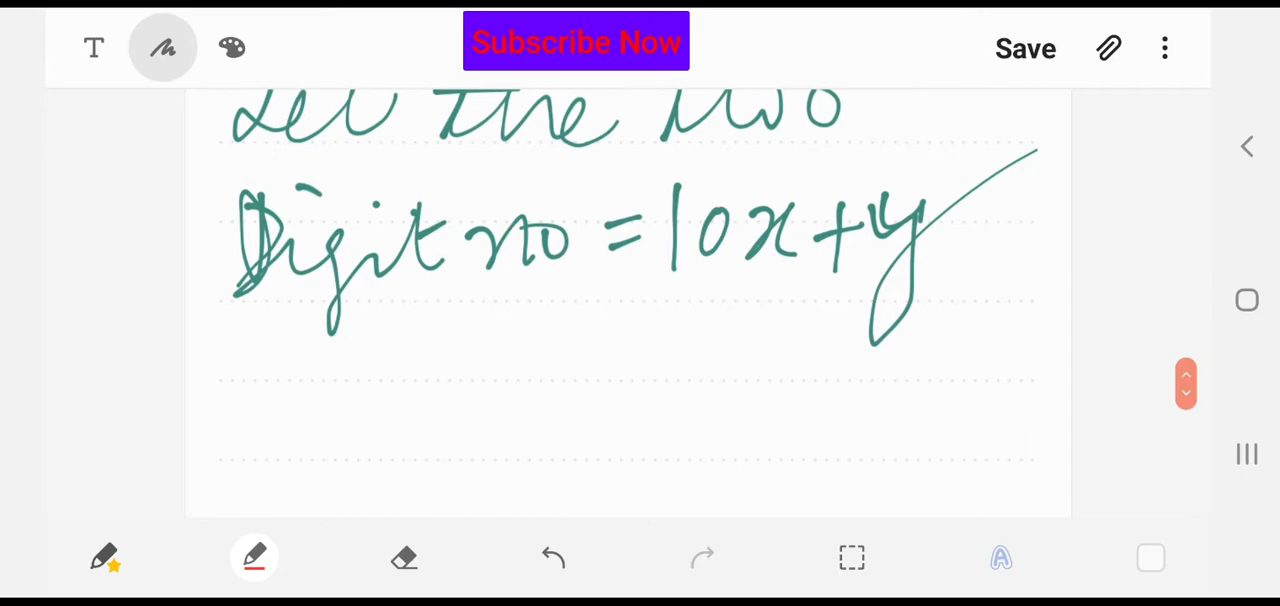 Subscribe Now
T Save
Let the two
Digit no = 10x+y
A